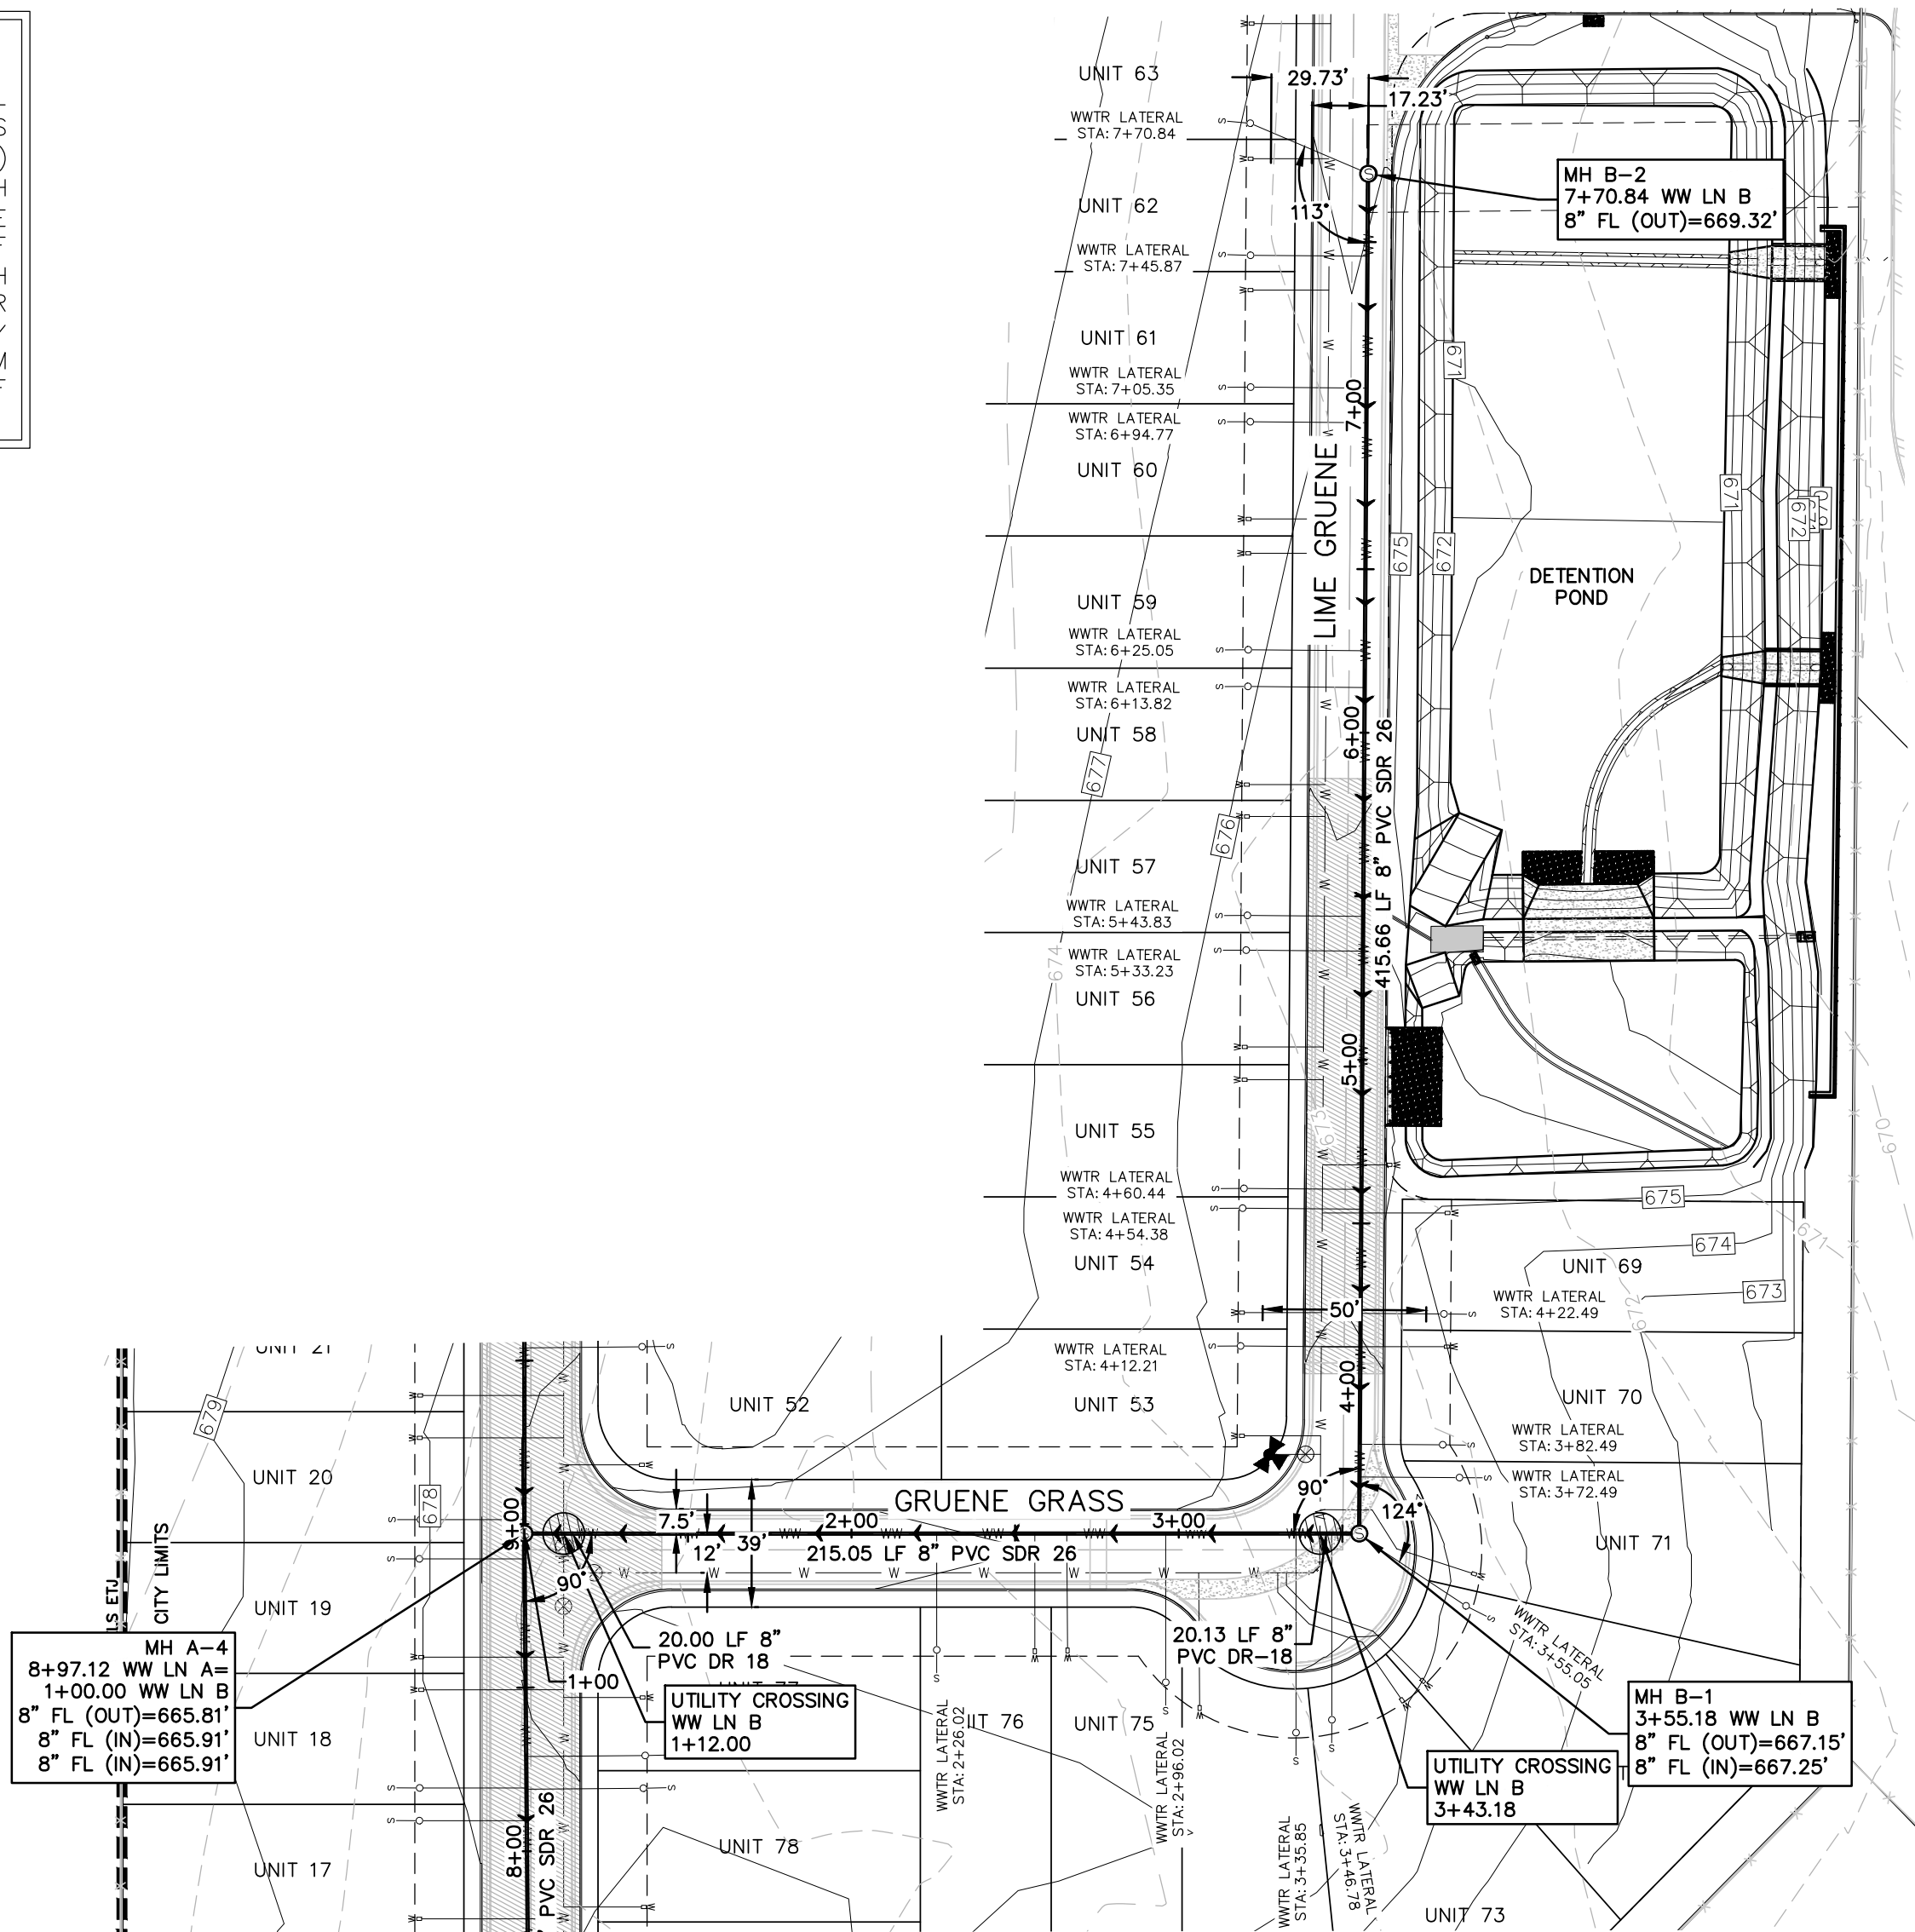 UNIT 63
29.73'
17.23'
WWTR LATERAL
STA: 7+70.84
MH B-2
7+70.84 WW LN B
8" FL (OUT)=669.32'
UNIT 62
113°
WWTR LATERAL
STA: 7+45.87
UNIT 61
671
WWTR LATERAL
STA: 7+05.35
7+00
WWTR LATERAL
STA: 6+94.77
UNIT 60
LIME GRUENE
671
672
675
672
DETENTION
POND
UNIT 59
WWTR LATERAL
STA: 6+25.05
WWTR LATERAL
STA: 6+13.82
UNIT 58
6+00
415.66 LF 8" PVC SDR 26
677
676
UNIT 57
WWTR LATERAL
STA: 5+43.83
WWTR LATERAL
STA: 5+33.23
674
UNIT 56
5+00
673
UNIT 55
670
WWTR LATERAL
STA: 4+60.44
675
WWTR LATERAL
STA: 4+54.38
671
674
UNIT 54
UNIT 69
673
WWTR LATERAL
STA: 4+22.49
672
50'
UNIT 21
WWTR LATERAL
STA: 4+12.21
4+00
679
UNIT 52
UNIT 53
UNIT 70
WWTR LATERAL
STA: 3+82.49
UNIT 20
678
WWTR LATERAL
STA: 3+72.49
GRUENE GRASS
90°
124°
9+00
7.5'
2+00
3+00
12'
39'
215.05 LF 8" PVC SDR 26
UNIT 71
90°
LS ETJ
CITY LIMITS
UNIT 19
MH A-4
8+97.12 WW LN A=
1+00.00 WW LN B
8" FL (OUT)=665.81'
8" FL (IN)=665.91'
8" FL (IN)=665.91'
20.00 LF 8"
PVC DR 18
20.13 LF 8"
PVC DR-18
WWTR LATERAL
STA: 3+55.05
1+00
UTILITY CROSSING
WW LN B
1+12.00
MH B-1
3+55.18 WW LN B
8" FL (OUT)=667.15'
8" FL (IN)=667.25'
UNIT 18
76
UNIT 75
WWTR LATERAL
STA: 2+26.02
WWTR LATERAL
STA: 2+96.02
UTILITY CROSSING
WW LN B
3+43.18
8+00
PVC SDR 26
UNIT 78
UNIT 17
WWTR LATERAL
STA: 3+35.85
WWTR LATERAL
STA: 3+46.78
UNIT 73